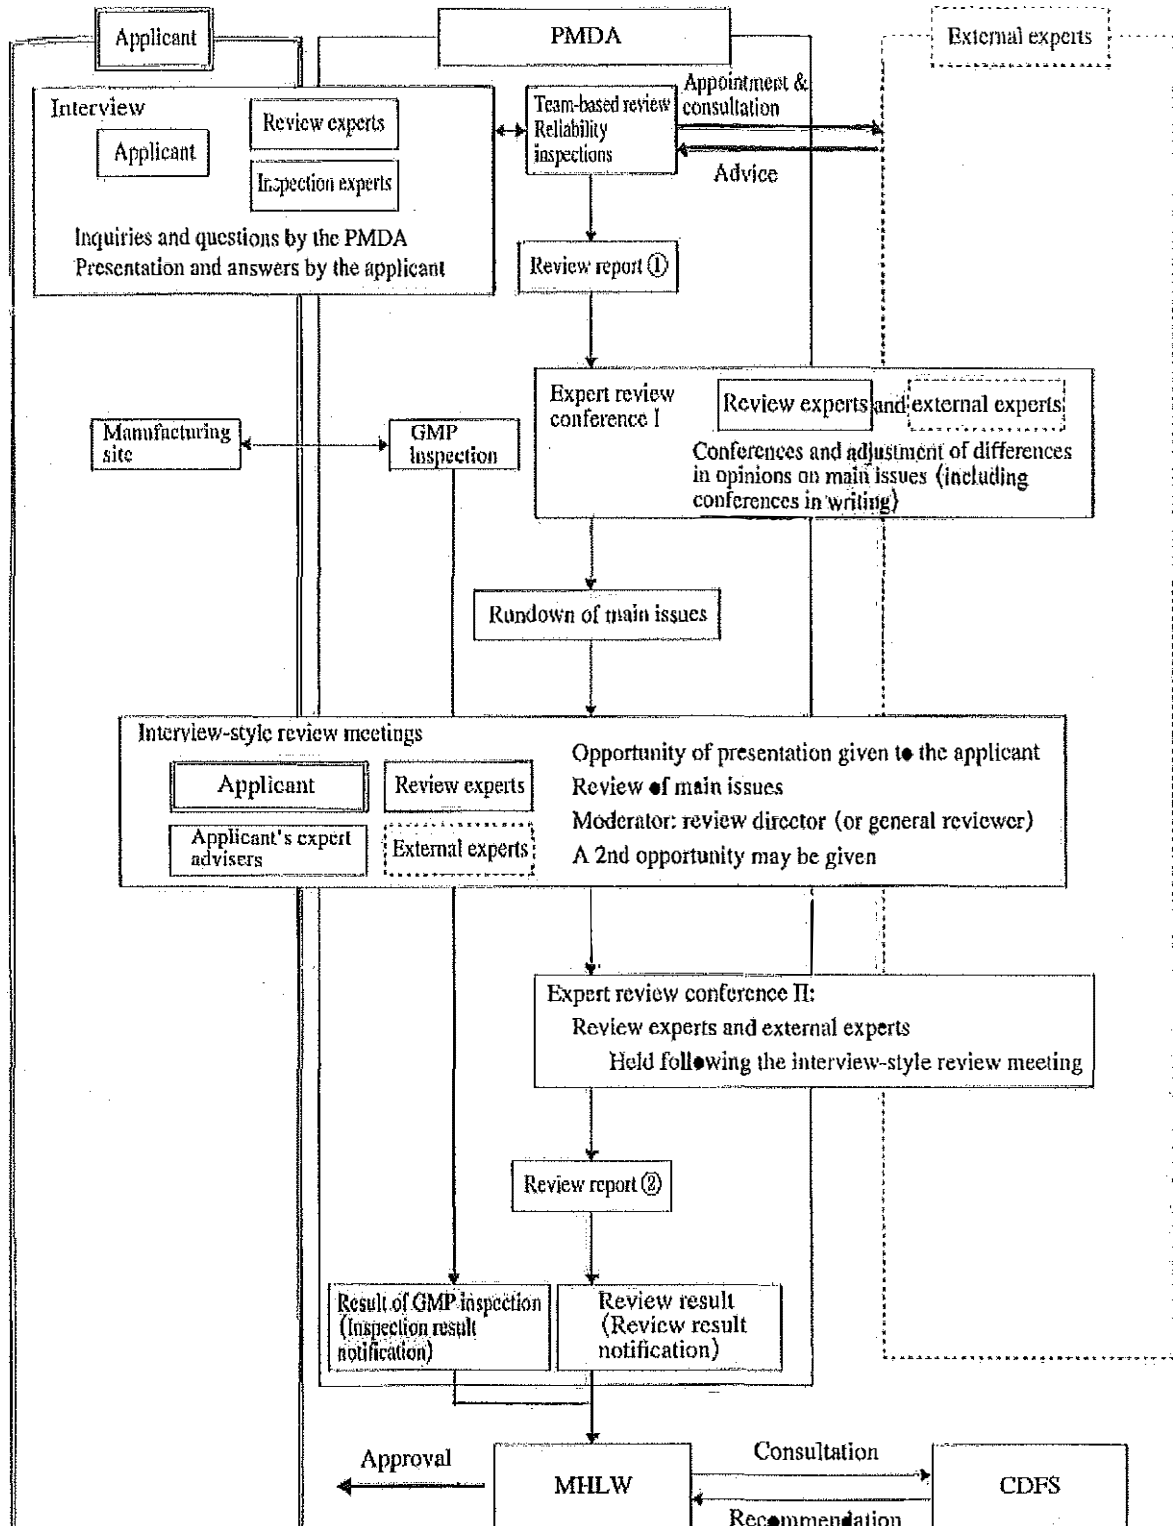 Applicant
PMDA
External experts
Interview
Applicant
Review experts
Inspection experts
Inquiries and questions by the PMDA
Presentation and answers by the applicant
Team-based review
Reliability
inspections
Appointment &
consultation
Advice
Review report ①
Expert review
conference I
Review experts and external experts
Conferences and adjustment of differences
in opinions on main issues (including
conferences in writing)
Manufacturing
site
GMP
Inspection
Rundown of main issues
Interview-style review meetings
Applicant
Review experts
Applicant's expert
advisers
External experts
Opportunity of presentation given to the applicant
Review of main issues
Moderator: review director (or general reviewer)
A 2nd opportunity may be given
Expert review conference II:
Review experts and external experts
Held following the interview-style review meeting
Review report ②
Result of GMP inspection
(Inspection result
notification)
Review result
(Review result
notification)
Approval
MHLW
Consultation
Recommendation
CDFS